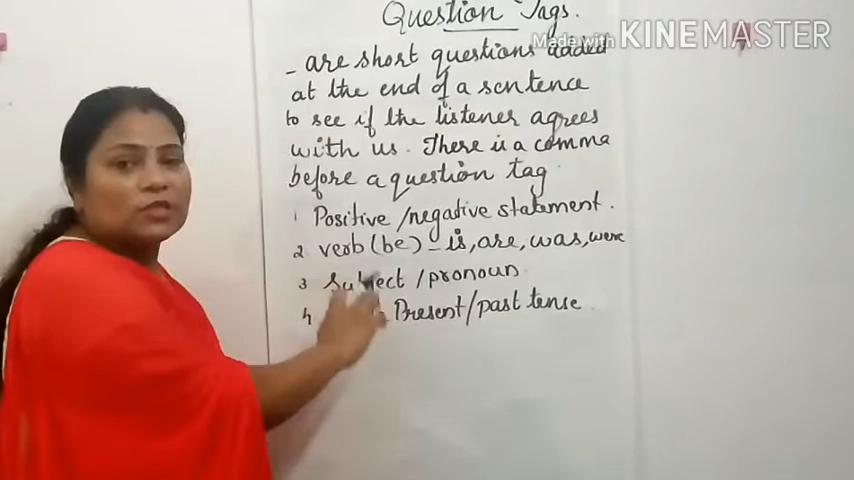 Question Tags.
Made with KINEMASTER
- are short questions added
at the end of a sentence
to see if the listener agrees
with us. There is a comma
before a question tag
1 Positive/negative statement.
2 verb (be) - is, are, was, were
3 Subject /pronoun
4 Present/past tense.